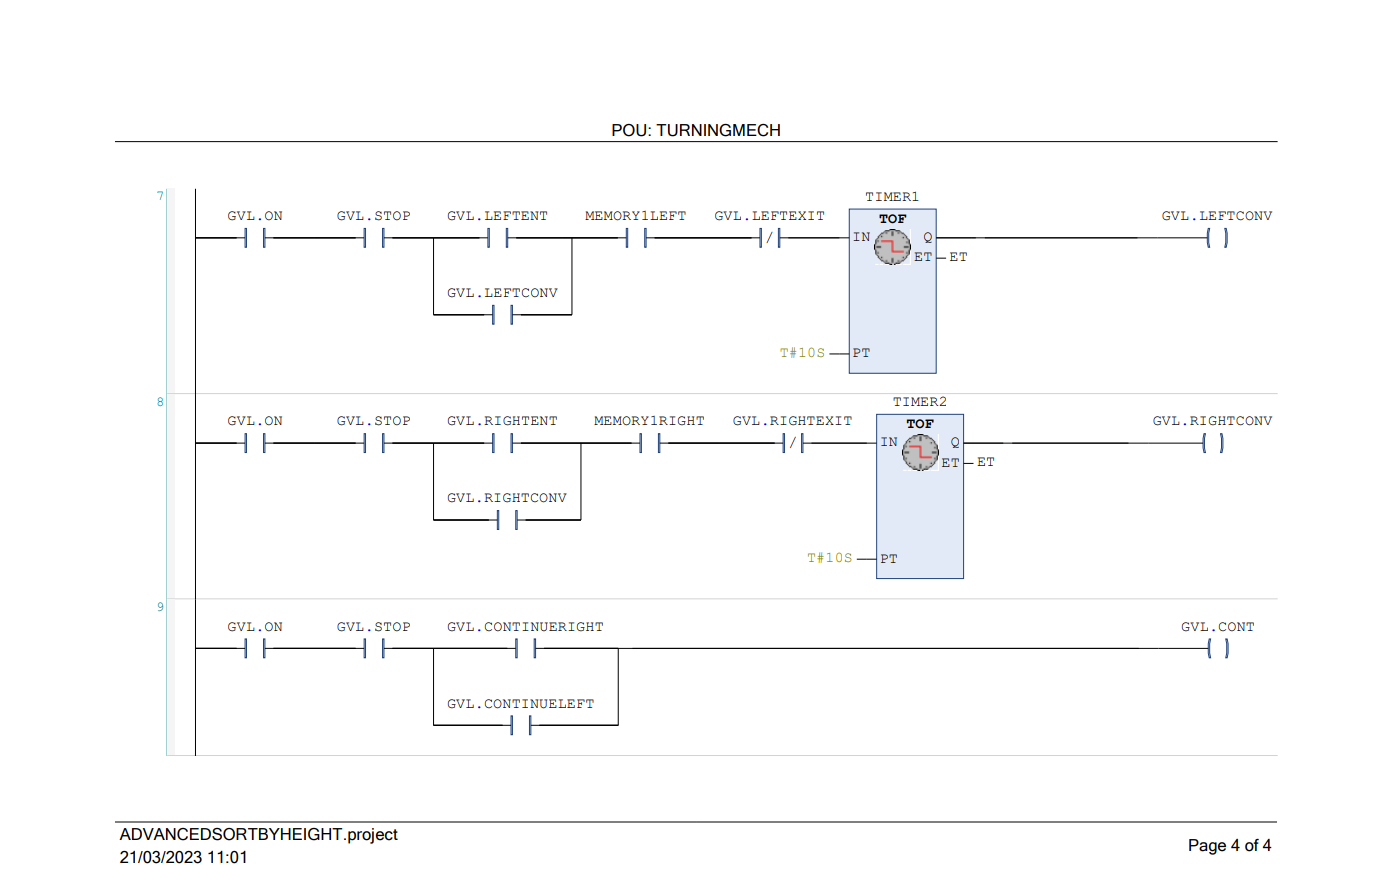 POU: TURNINGMECH
7
TIMER1
GVL.ON GVL.STOP GVL.LEFTENT MEMORY1LEFT GVL.LEFTEXIT TOF GVL.LEFTCONV
IN Q
ET ET
GVL.LEFTCONV
T#10S PT
8
TIMER2
GVL.ON GVL.STOP GVL.RIGHTENT MEMORY1RIGHT GVL.RIGHTEXIT TOF GVL.RIGHTCONV
IN Q
ET ET
GVL.RIGHTCONV
T#10S PT
9
GVL.ON GVL.STOP GVL.CONTINUERIGHT GVL.CONT
GVL.CONTINUELEFT
ADVANCEDSORTBYHEIGHT.project
21/03/2023 11:01
Page 4 of 4